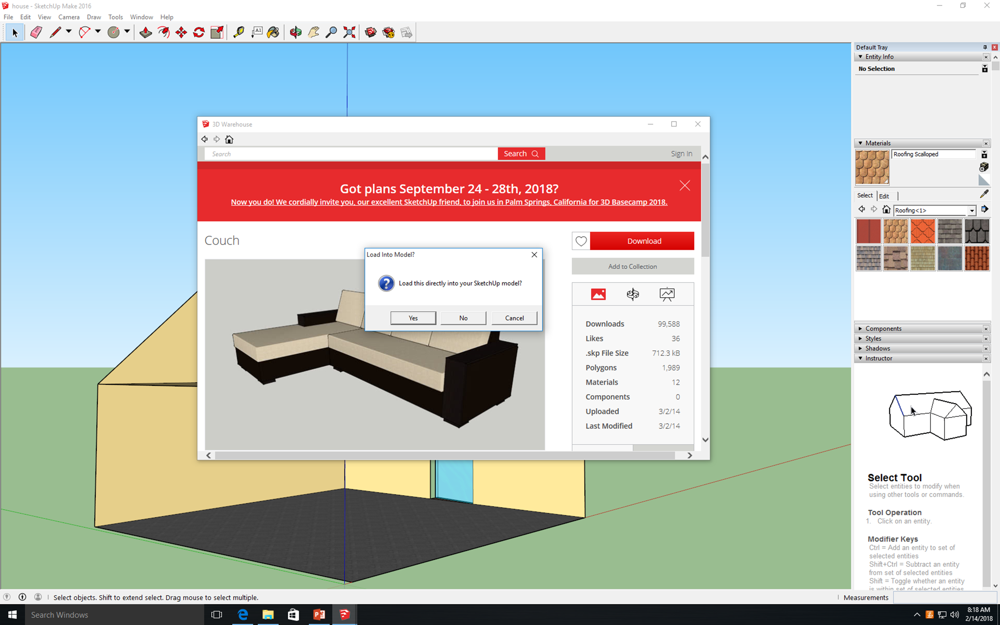 house - SketchUp Make 2016
File Edit View Camera Draw Tools Window Help
A1
Default Tray
Entity Info
No Selection
3D Warehouse
Search
Search
Sign In
Got plans September 24 - 28th, 2018?
Now you do! We cordially invite you, our excellent SketchUp friend, to join us in Palm Springs, California for 3D Basecamp 2018.
Couch
Download
Add to Collection
Load Into Model?
Load this directly into your SketchUp model?
Yes No Cancel
Downloads 99,588
Likes 36
.skp File Size 712.3 kB
Polygons 1,989
Materials 12
Components 0
Uploaded 3/2/14
Last Modified 3/2/14
Materials
Roofing Scalloped
Select Edit
Roofing<1>
Components
Styles
Shadows
Instructor
Select Tool
Select entities to modify when
using other tools or commands.
Tool Operation
1. Click on an entity.
Modifier Keys
Ctrl = Add an entity to set of
selected entities
Shift+Ctrl = Subtract an entity
from set of selected entities
Shift = Toggle whether an entity
is within set of selected entities
Select objects. Shift to extend select. Drag mouse to select multiple.
Measurements
Search Windows
8:18 AM
2/14/2018